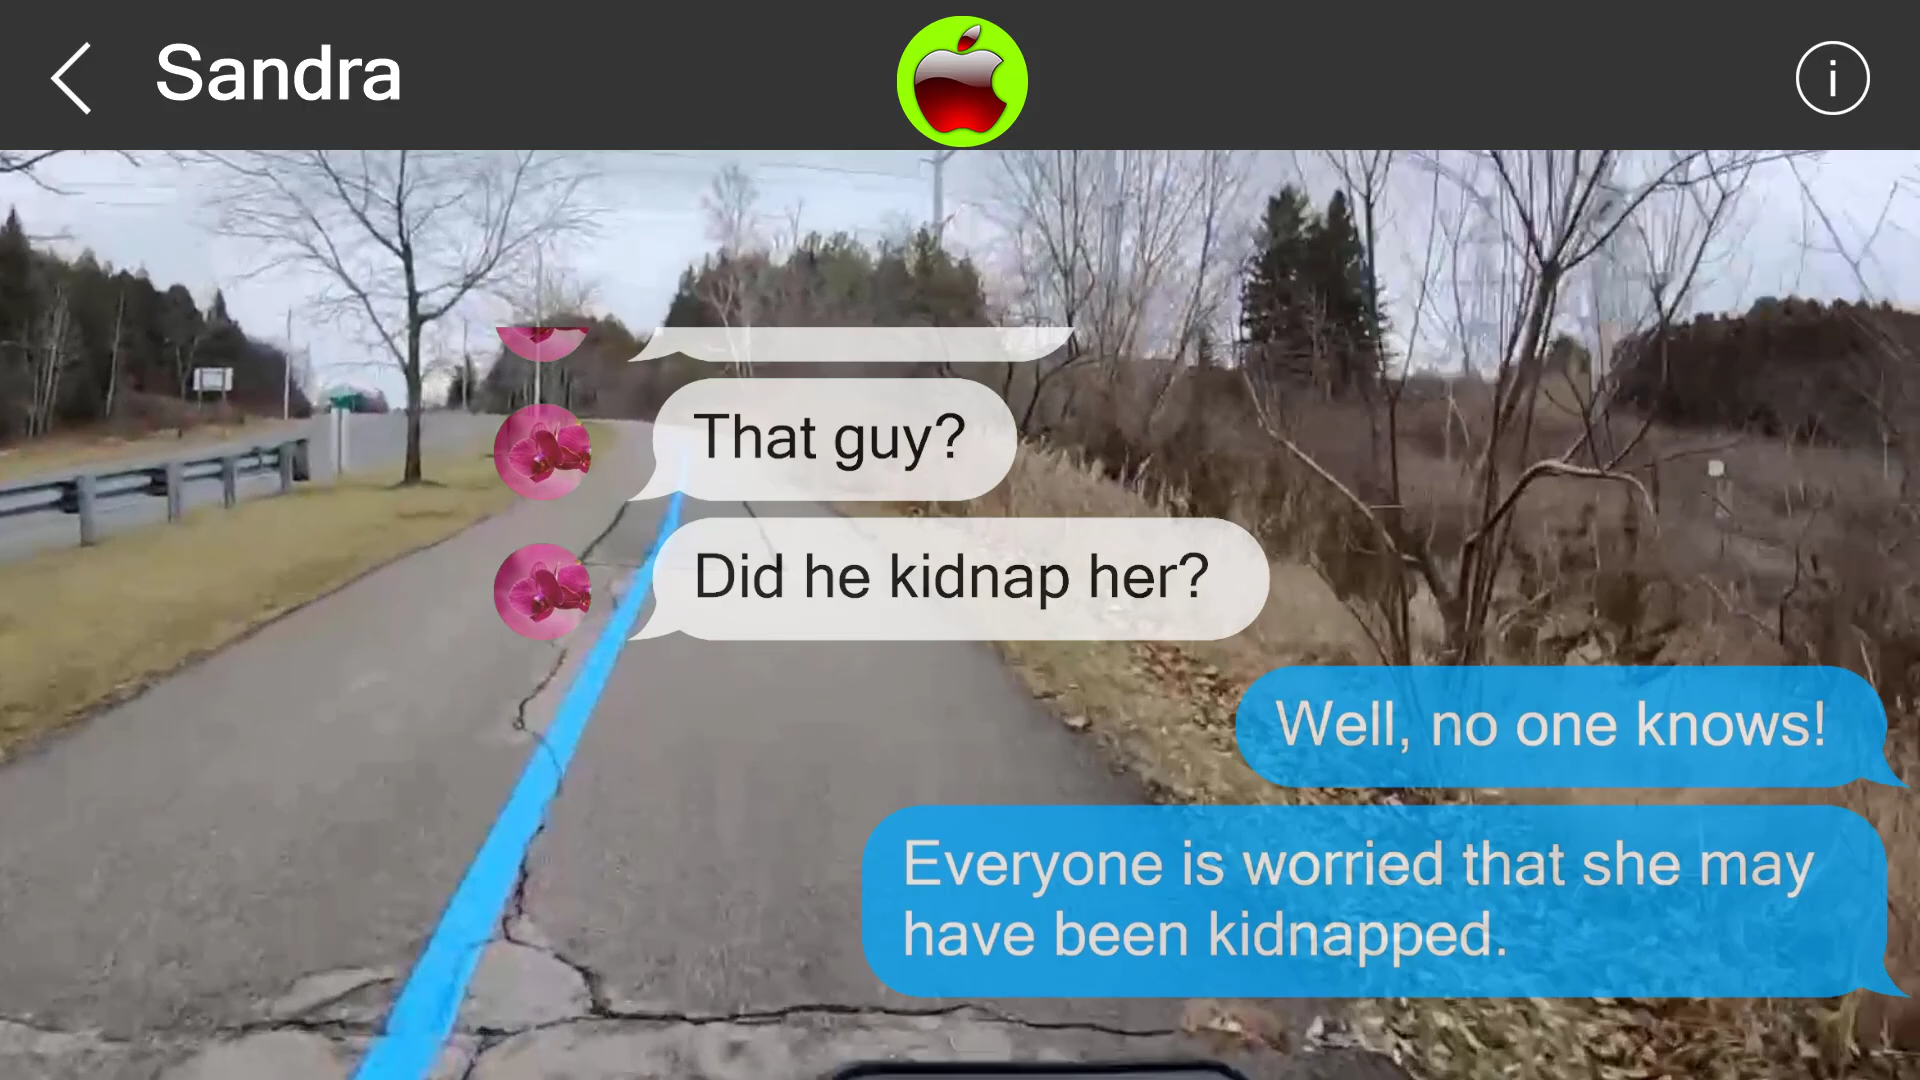 Sandra
That guy?
Did he kidnap her?
Well, no one knows!
Everyone is worried that she may
have been kidnapped.